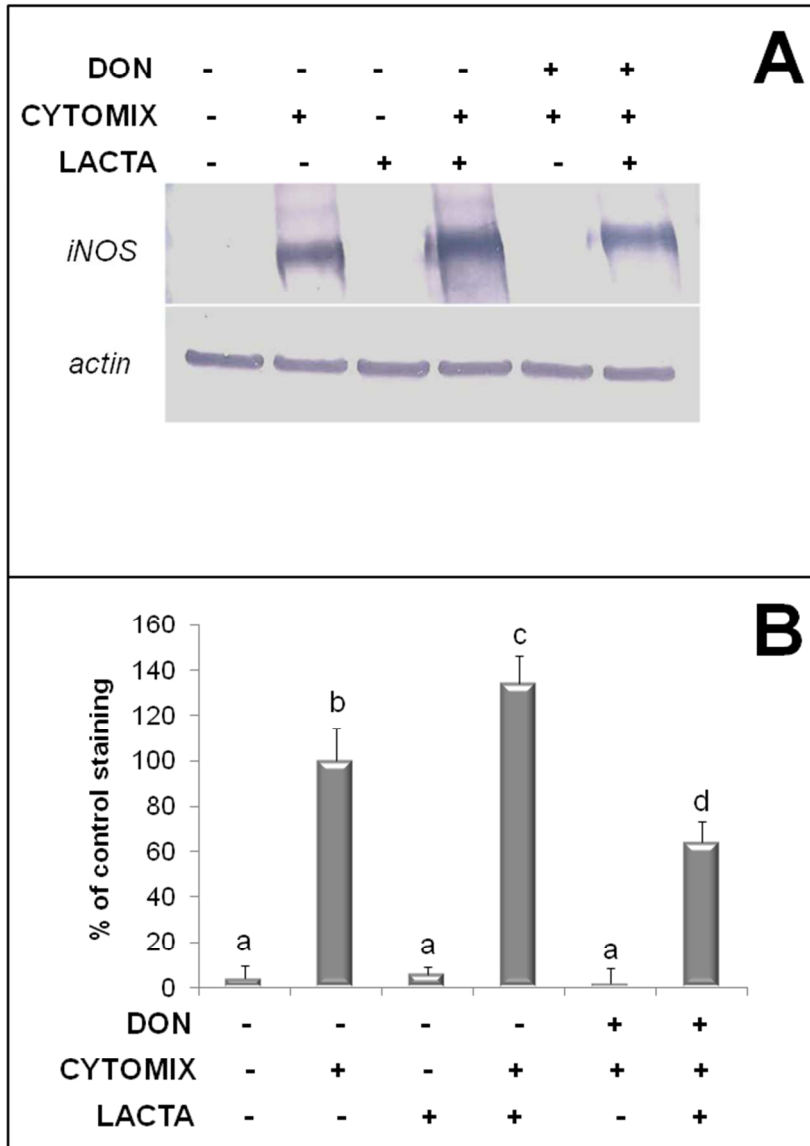 A
DON - - - - + +
CYTOMIX - + - + + +
LACTA - - + + - +
iNOS
actin
B
160
140
120
100
80
60
40
20
0
% of control staining
a b a c a d
DON - - - - + +
CYTOMIX - + - + + +
LACTA - - + + - +